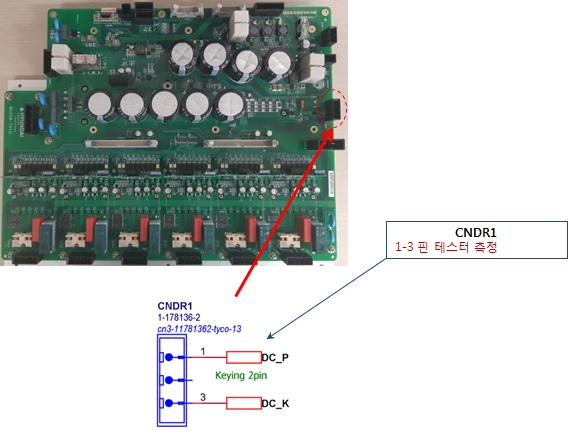 HYUNDAI
CNDR1
1-3 핀 테스터 측정
CNDR1
1-178136-2
cn3-11781362-tyco-13
1
DC_P
Keying 2pin
3
DC_K